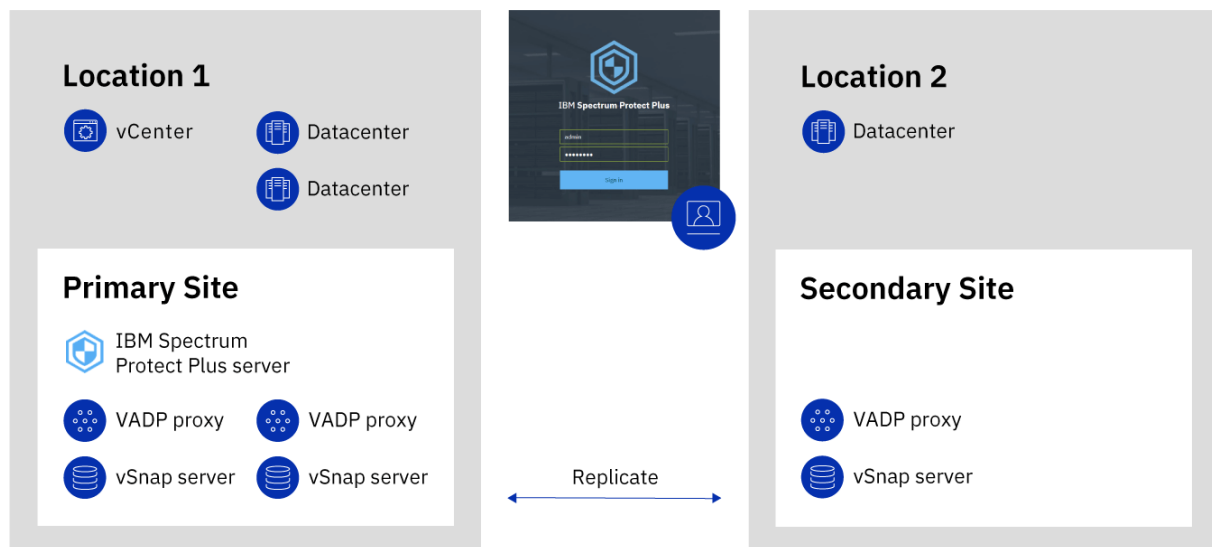 Location 1
vCenter
Datacenter
Datacenter
Primary Site
IBM Spectrum
Protect Plus server
VADP proxy
VADP proxy
vSnap server
vSnap server
IBM Spectrum Protect Plus
admin
••••••••
Sign in
Replicate
Location 2
Datacenter
Secondary Site
VADP proxy
vSnap server